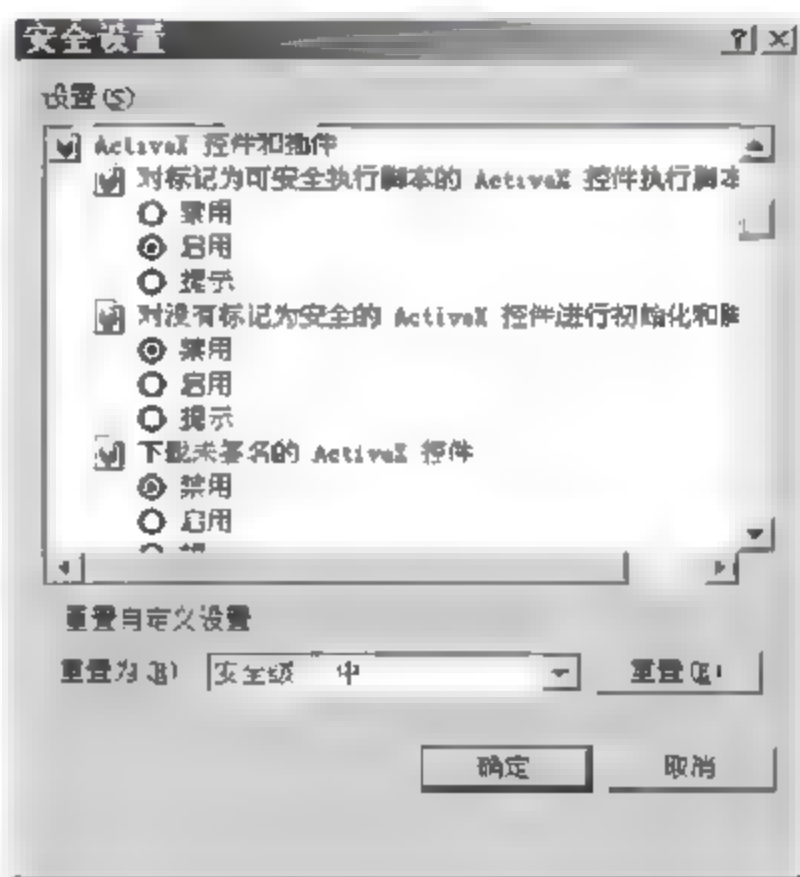 安全设置
设置(S)
ActiveX 控件和插件
对标记为可安全执行脚本的 ActiveX 控件执行脚本
禁用
启用
提示
对没有标记为安全的 ActiveX 控件进行初始化和脚
禁用
启用
提示
下载未签名的 ActiveX 控件
禁用
启用
重置自定义设置
重置为(R) 安全级 中 重置(E)
确定 取消